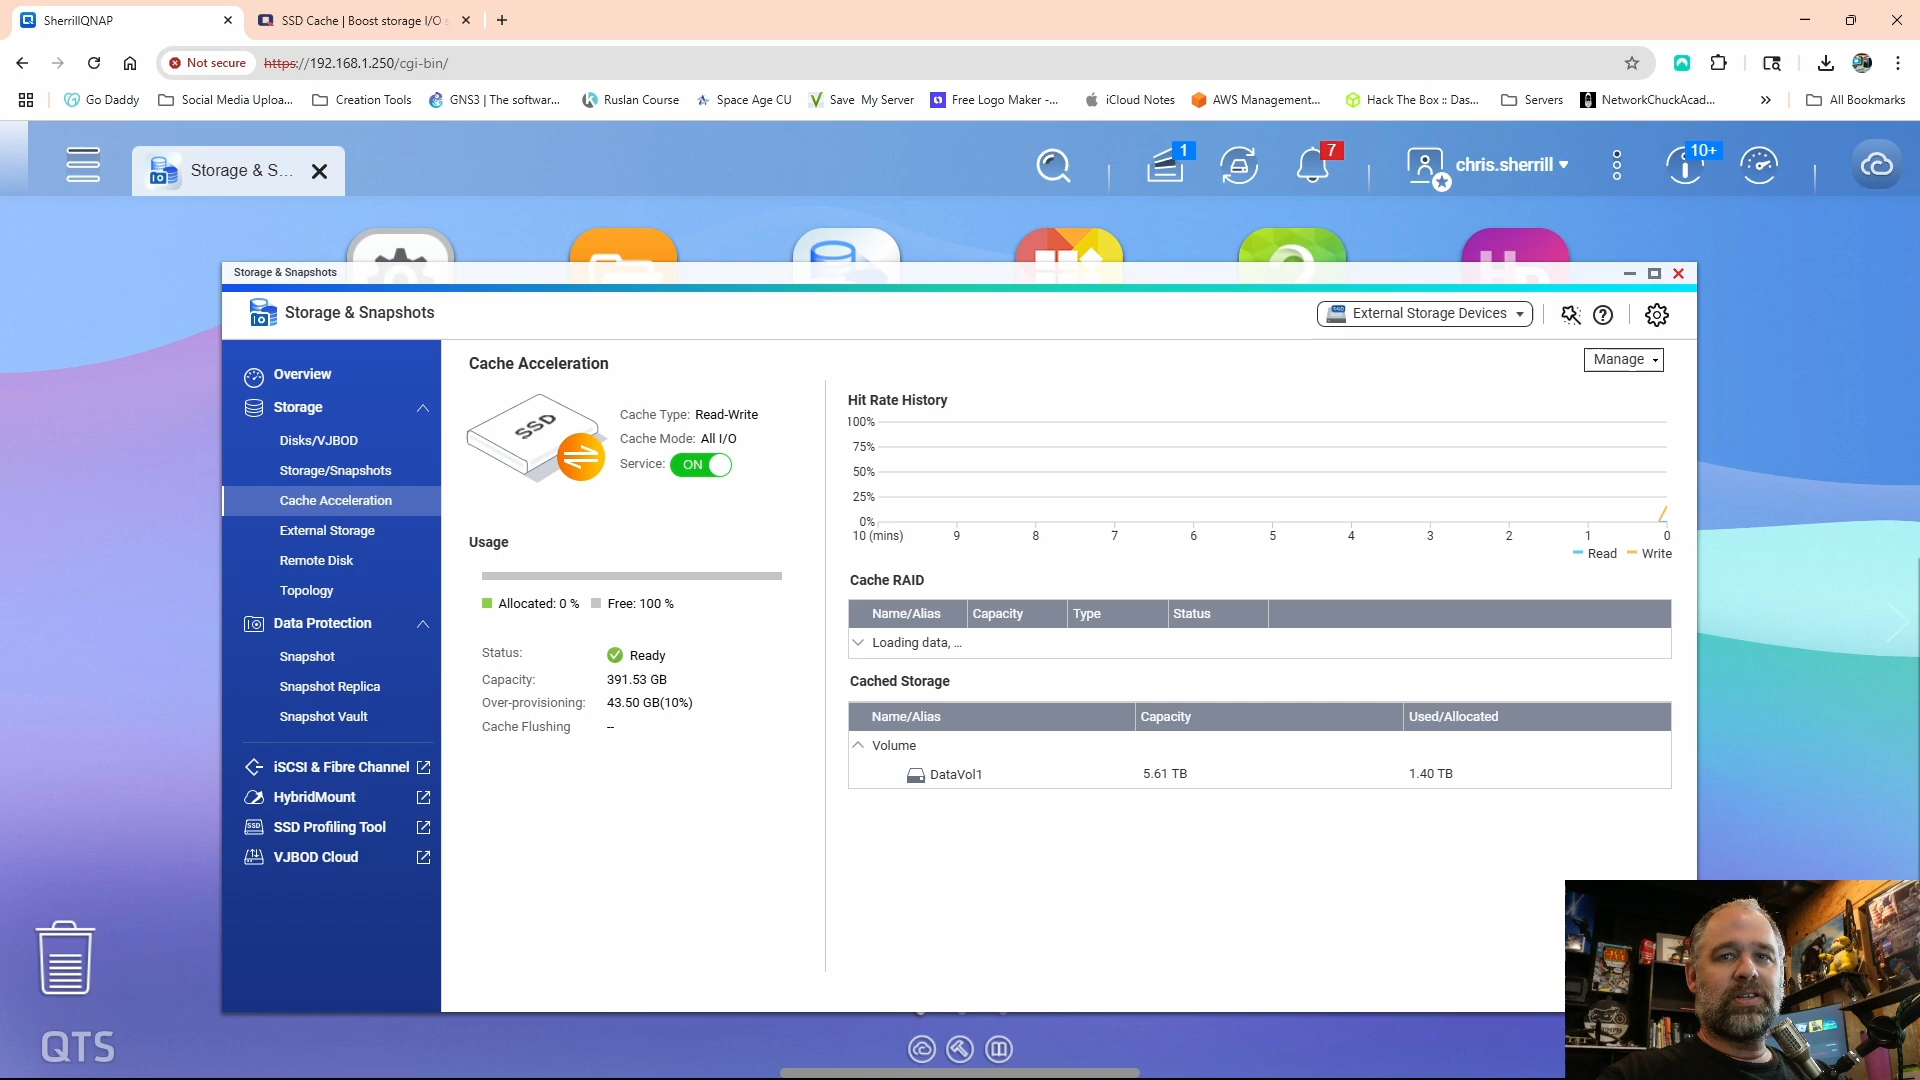 SherrillQNAP
SSD Cache | Boost storage I/O
Not secure
https://192.168.1.250/cgi-bin/
Go Daddy
Social Media Uploa...
Creation Tools
GNS3 | The softwar...
Ruslan Course
Space Age CU
Save My Server
Free Logo Maker -...
iCloud Notes
AWS Management...
Hack The Box :: Das...
Servers
NetworkChuckAcad...
All Bookmarks
Storage & S...
1
7
chris.sherrill
10+
Storage & Snapshots
Storage & Snapshots
External Storage Devices
Overview
Storage
Disks/VJBOD
Storage/Snapshots
Cache Acceleration
External Storage
Remote Disk
Topology
Data Protection
Snapshot
Snapshot Replica
Snapshot Vault
iSCSI & Fibre Channel
HybridMount
SSD Profiling Tool
VJBOD Cloud
Cache Acceleration
Manage
SSD
Cache Type: Read-Write
Cache Mode: All I/O
Service: ON
Usage
Allocated: 0 % Free: 100 %
Status: Ready
Capacity: 391.53 GB
Over-provisioning: 43.50 GB(10%)
Cache Flushing --
Hit Rate History
100%
75%
50%
25%
0%
10 (mins) 9 8 7 6 5 4 3 2 1 0
Read Write
Cache RAID
Name/Alias Capacity Type Status
Loading data, ...
Cached Storage
Name/Alias Capacity Used/Allocated
Volume
DataVol1 5.61 TB 1.40 TB
QTS